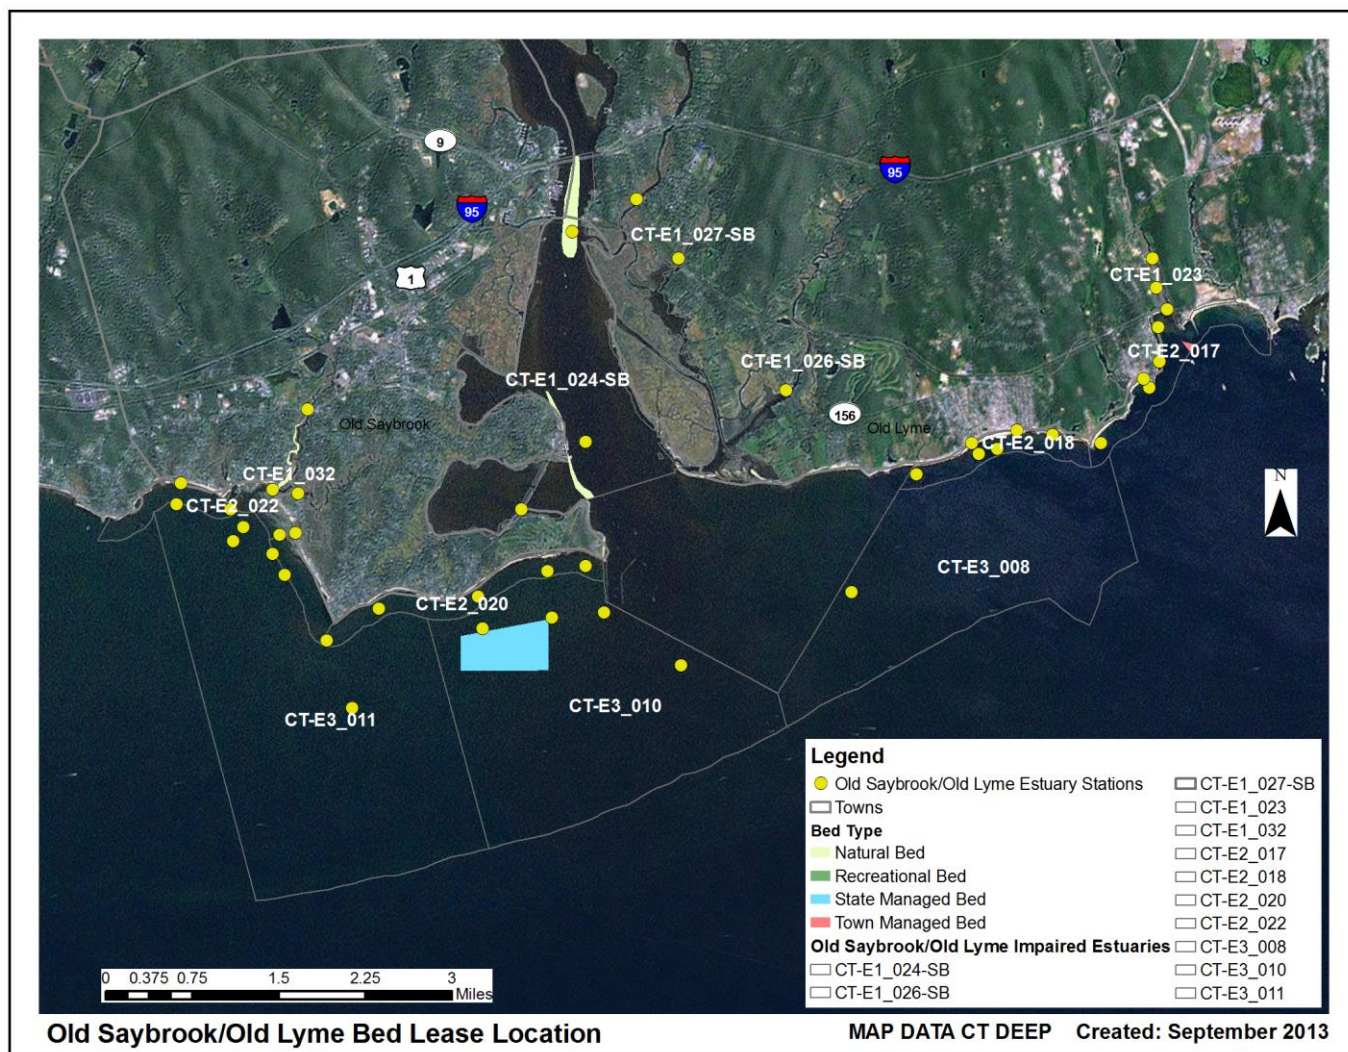 9
95
95
CT-E1_027-SB
1
CT-E1_023
CT-E2_017
CT-E1_026-SB
CT-E1_024-SB
156
Old Saybrook
Old Lyme
CT-E2_018
CT-E1_032
CT-E2_022
N
CT-E3_008
CT-E2_020
CT-E3_010
CT-E3_011
Legend
Old Saybrook/Old Lyme Estuary Stations
Towns
Bed Type
Natural Bed
Recreational Bed
State Managed Bed
Town Managed Bed
Old Saybrook/Old Lyme Impaired Estuaries
CT-E1_024-SB
CT-E1_026-SB
CT-E1_027-SB
CT-E1_023
CT-E1_032
CT-E2_017
CT-E2_018
CT-E2_020
CT-E2_022
CT-E3_008
CT-E3_010
CT-E3_011
0 0.375 0.75 1.5 2.25 3
Miles
Old Saybrook/Old Lyme Bed Lease Location
MAP DATA CT DEEP Created: September 2013